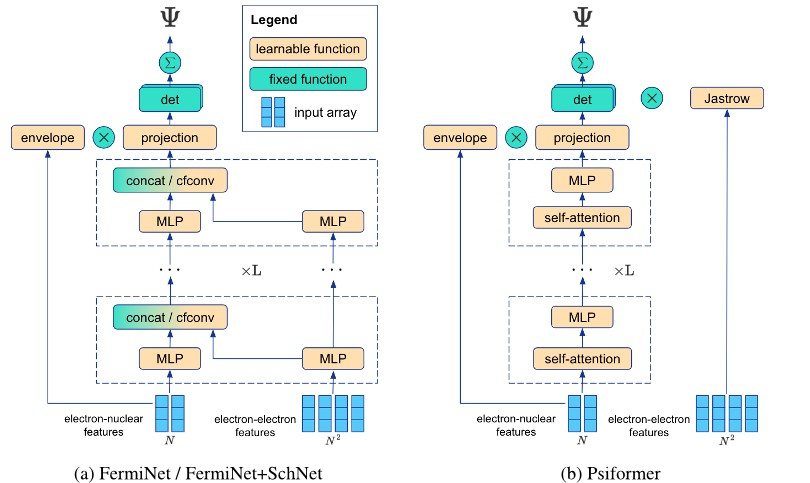 Ψ
Legend
learnable function
fixed function
input array
Σ
det
envelope
×
projection
concat / cfconv
MLP
MLP
...
×L
...
concat / cfconv
MLP
MLP
electron-nuclear
features
N
electron-electron
features
N²
(a) FermiNet / FermiNet+SchNet
Ψ
Σ
det
×
Jastrow
envelope
×
projection
MLP
self-attention
...
×L
MLP
self-attention
electron-nuclear
features
N
electron-electron
features
N²
(b) Psiformer